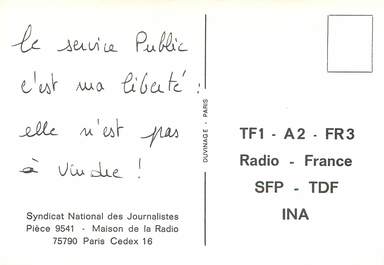 le service Public
c'est ma liberté :
elle n'est pas
à vendre !
Syndicat National des Journalistes
Pièce 9541 - Maison de la Radio
75790 Paris Cedex 16
DUVINAGE - PARIS
TF1 - A2 - FR3
Radio - France
SFP - TDF
INA